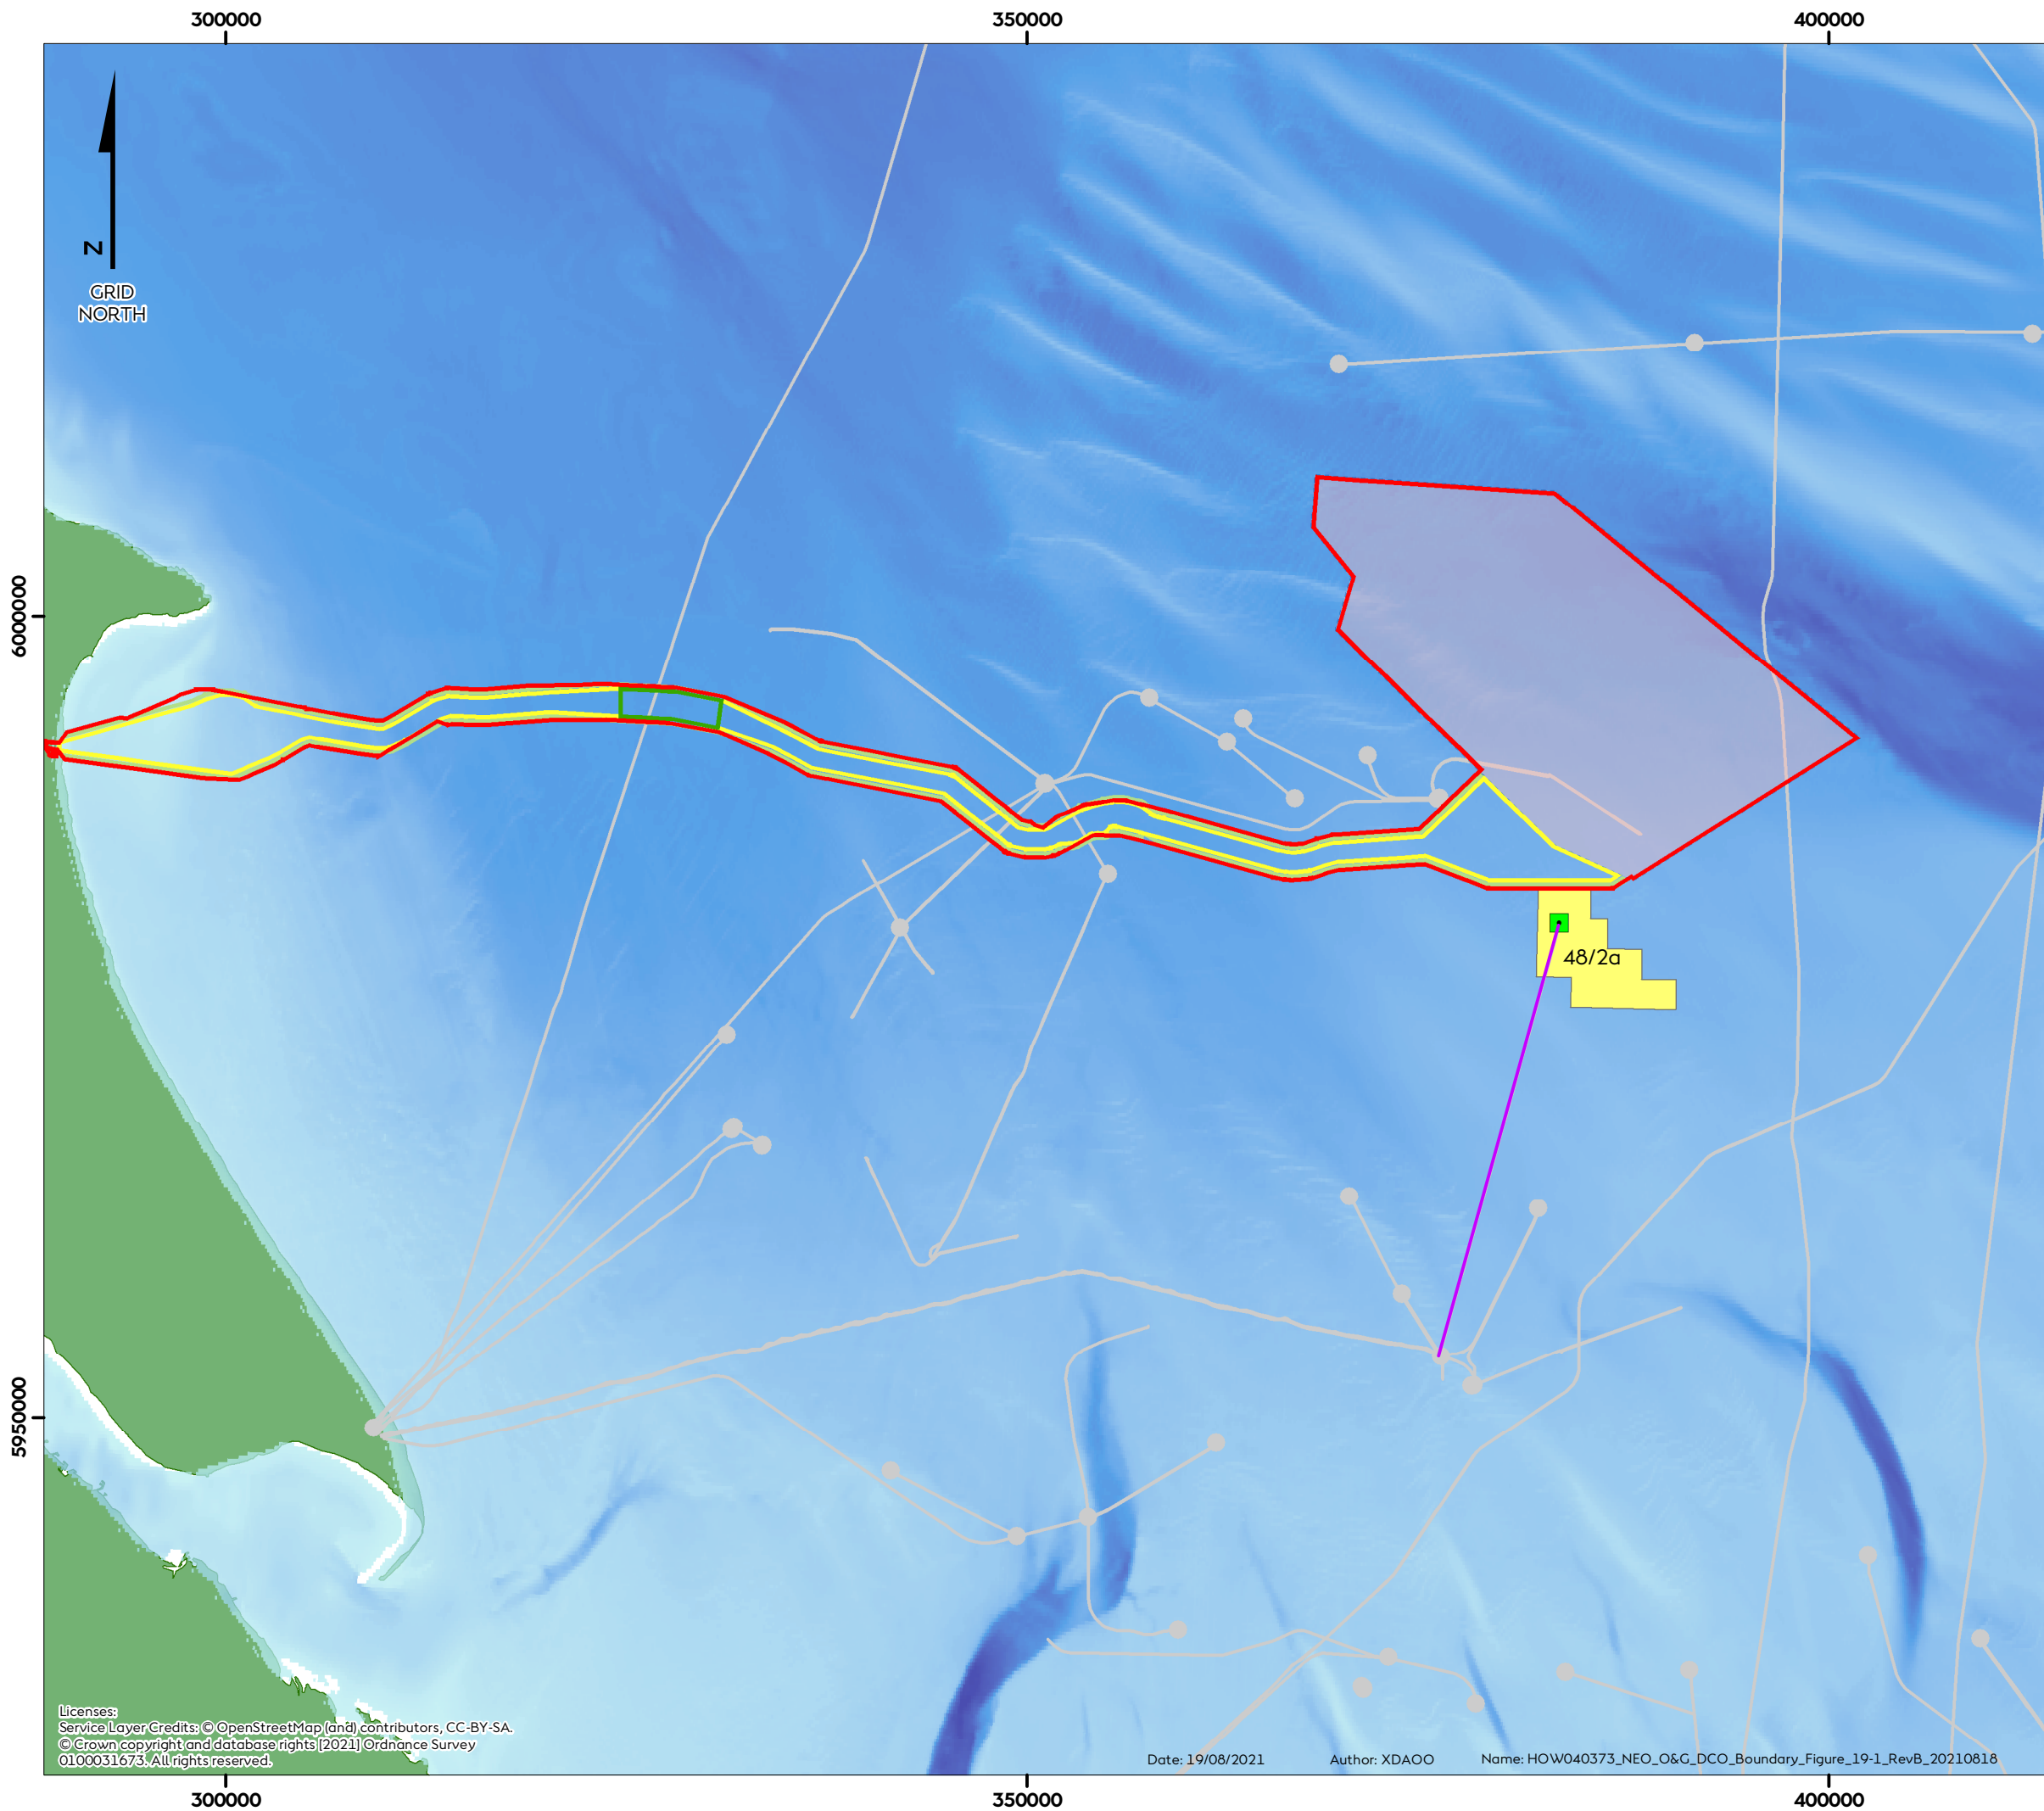 300000 350000 400000
N
GRID
NORTH
6000000
48/2a
5950000
Licenses:
Service Layer Credits: © OpenStreetMap (and) contributors, CC-BY-SA.
© Crown copyright and database rights [2021] Ordnance Survey
0100031673. All rights reserved.
Date: 19/08/2021 Author: XDAOO Name: HOW040373_NEO_O&G_DCO_Boundary_Figure_19-1_RevB_20210818
300000 350000 400000